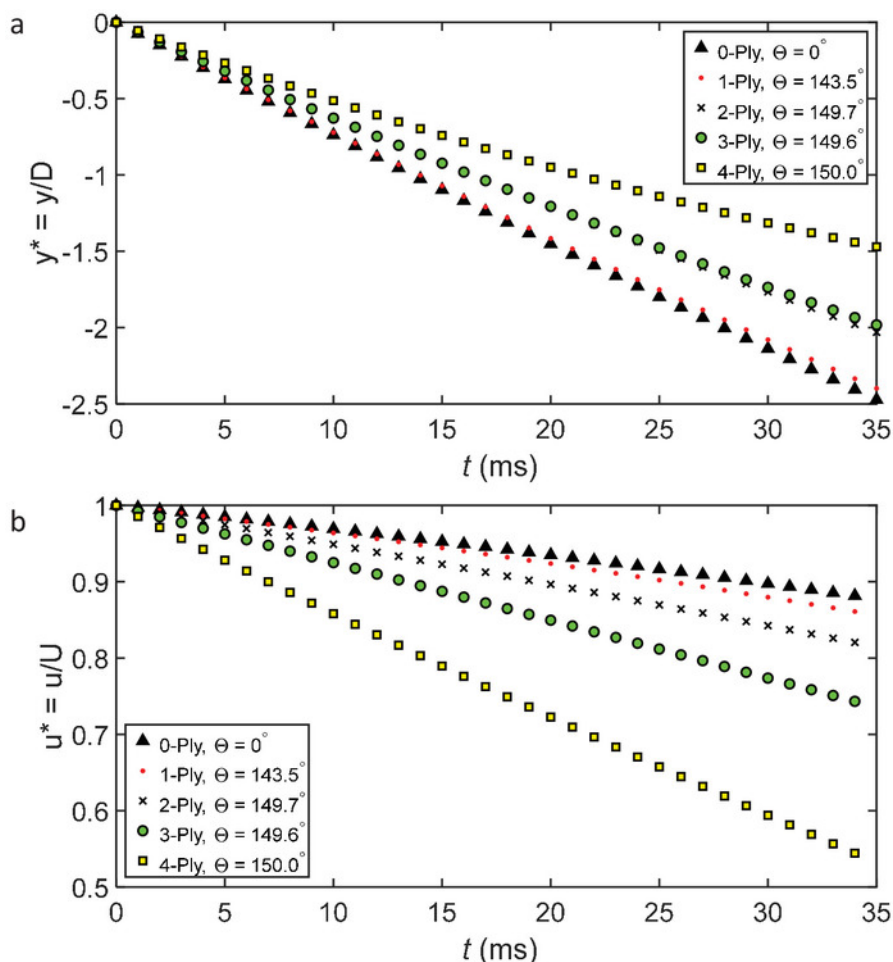 a
0
-0.5
-1
-1.5
-2
-2.5
y* = y/D
0-Ply, Θ = 0°
1-Ply, Θ = 143.5°
2-Ply, Θ = 149.7°
3-Ply, Θ = 149.6°
4-Ply, Θ = 150.0°
0 5 10 15 20 25 30 35
t (ms)
b
1
0.9
0.8
0.7
0.6
0.5
u* = u/U
0-Ply, Θ = 0°
1-Ply, Θ = 143.5°
2-Ply, Θ = 149.7°
3-Ply, Θ = 149.6°
4-Ply, Θ = 150.0°
0 5 10 15 20 25 30 35
t (ms)